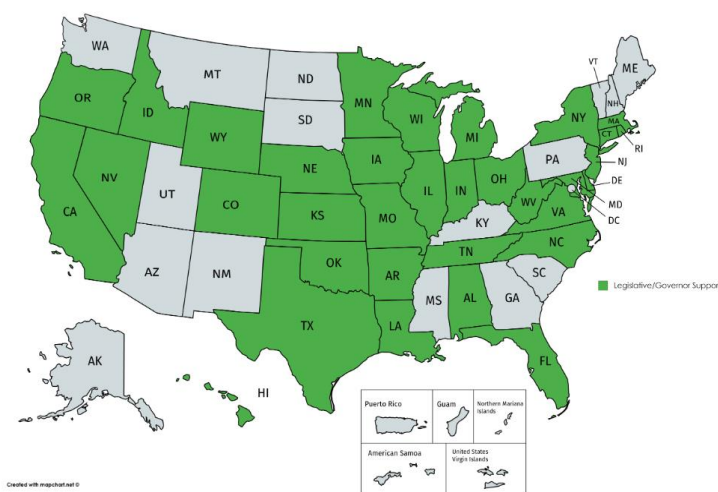 WA
MT
ND
MN
VT
ME
OR
ID
SD
WI
NH
WY
MI
NY
MA
CT
RI
NV
NE
IA
PA
NJ
UT
CO
IL
IN
OH
DE
CA
KS
MO
WV
VA
MD
KY
DC
AZ
NM
OK
AR
TN
NC
SC
MS
AL
GA
TX
LA
FL
Legislative/Governor Support
AK
HI
Puerto Rico
Guam
Northern Mariana
Islands
American Samoa
United States
Virgin Islands
Created with mapchart.net ©